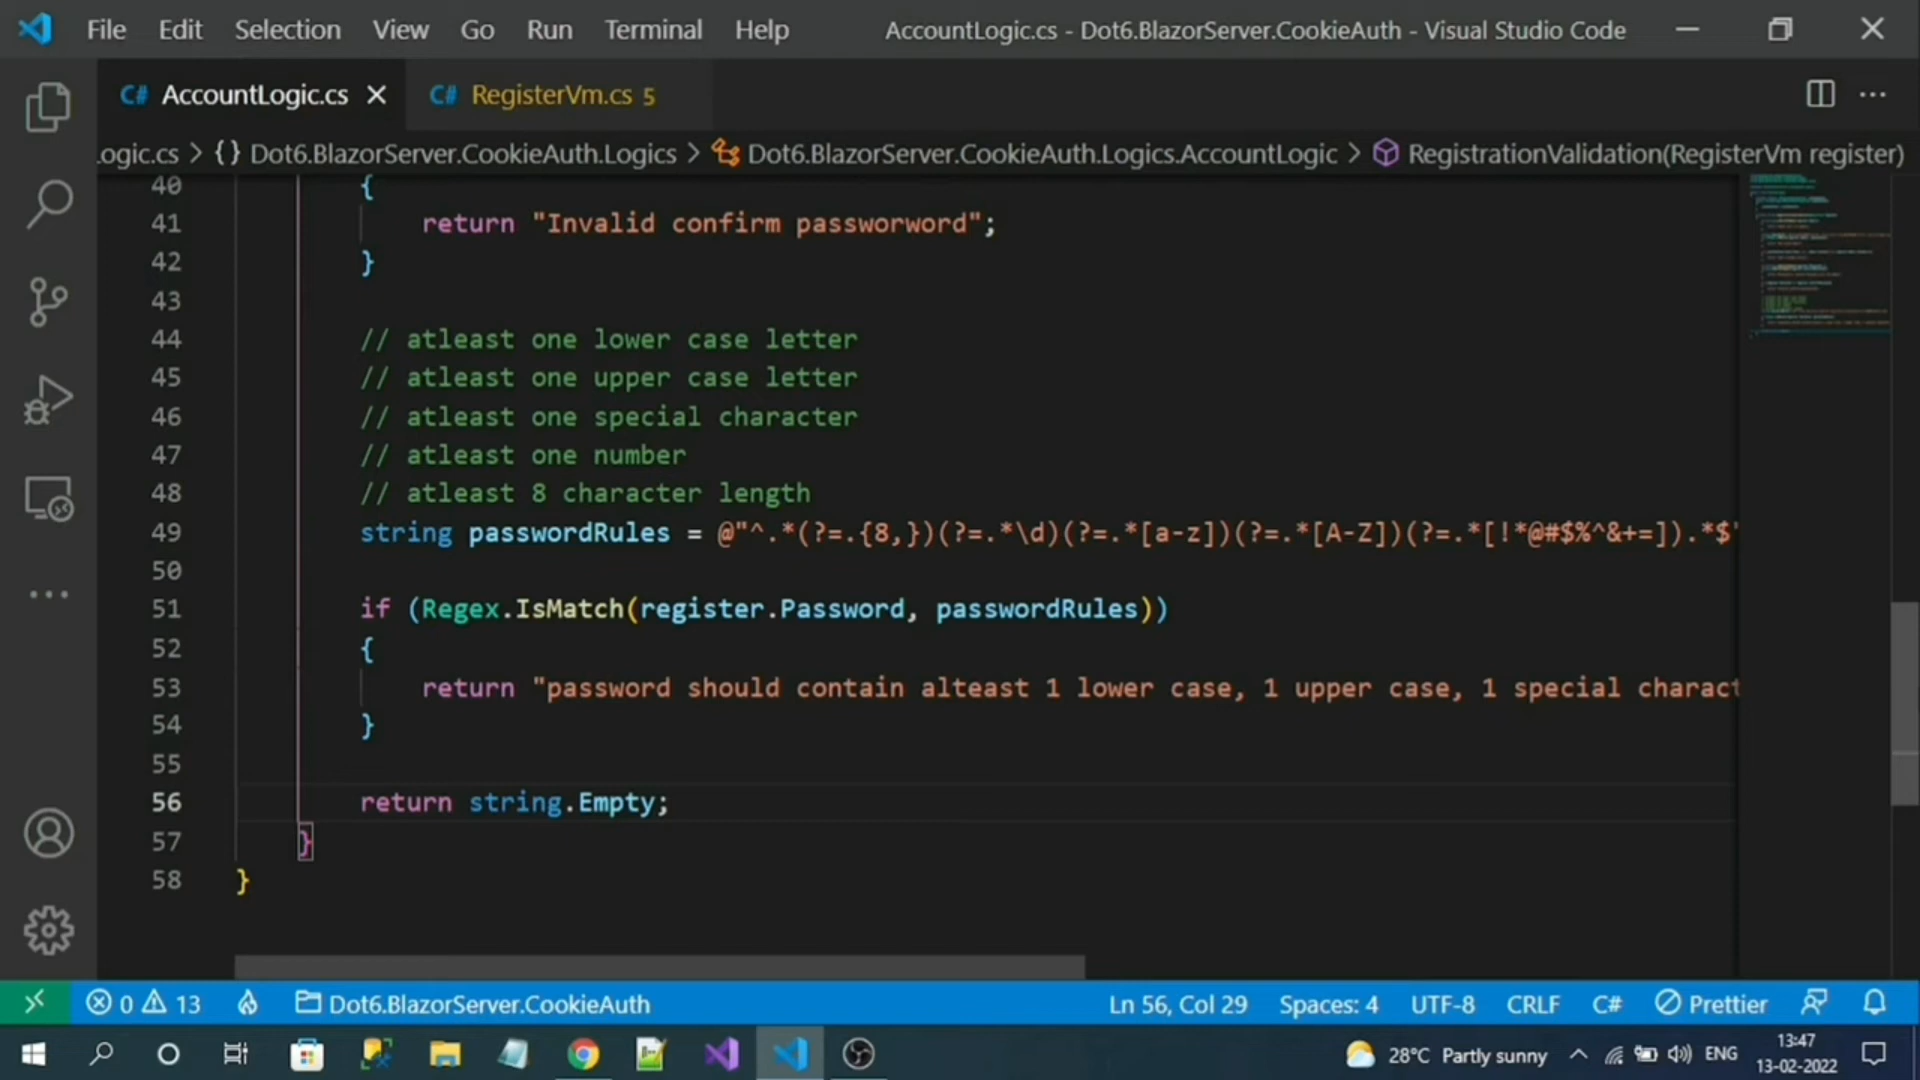 File Edit Selection View Go Run Terminal Help AccountLogic.cs - Dot6.BlazorServer.CookieAuth - Visual Studio Code
C# AccountLogic.cs C# RegisterVm.cs 5
.ogic.cs > {} Dot6.BlazorServer.CookieAuth.Logics > Dot6.BlazorServer.CookieAuth.Logics.AccountLogic > RegistrationValidation(RegisterVm register)
40 {
41 return "Invalid confirm passworword";
42 }
43
44 // atleast one lower case letter
45 // atleast one upper case letter
46 // atleast one special character
47 // atleast one number
48 // atleast 8 character length
49 string passwordRules = @"^.*(?=.{8,})(?=.*\d)(?=.*[a-z])(?=.*[A-Z])(?=.*[!*@#$%^&+=]).*$"
50
51 if (Regex.IsMatch(register.Password, passwordRules))
52 {
53 return "password should contain alteast 1 lower case, 1 upper case, 1 special charact
54 }
55
56 return string.Empty;
57 }
58 }
0 13 Dot6.BlazorServer.CookieAuth Ln 56, Col 29 Spaces: 4 UTF-8 CRLF C# Prettier
28°C Partly sunny ENG 13:47
13-02-2022